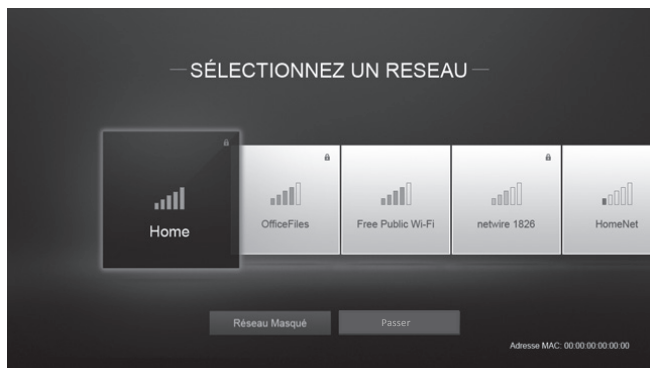 SÉLECTIONNEZ UN RESEAU
Home
OfficeFiles
Free Public Wi-Fi
netwire 1826
HomeNet
Réseau Masqué
Passer
Adresse MAC: 00:00:00:00:00:00